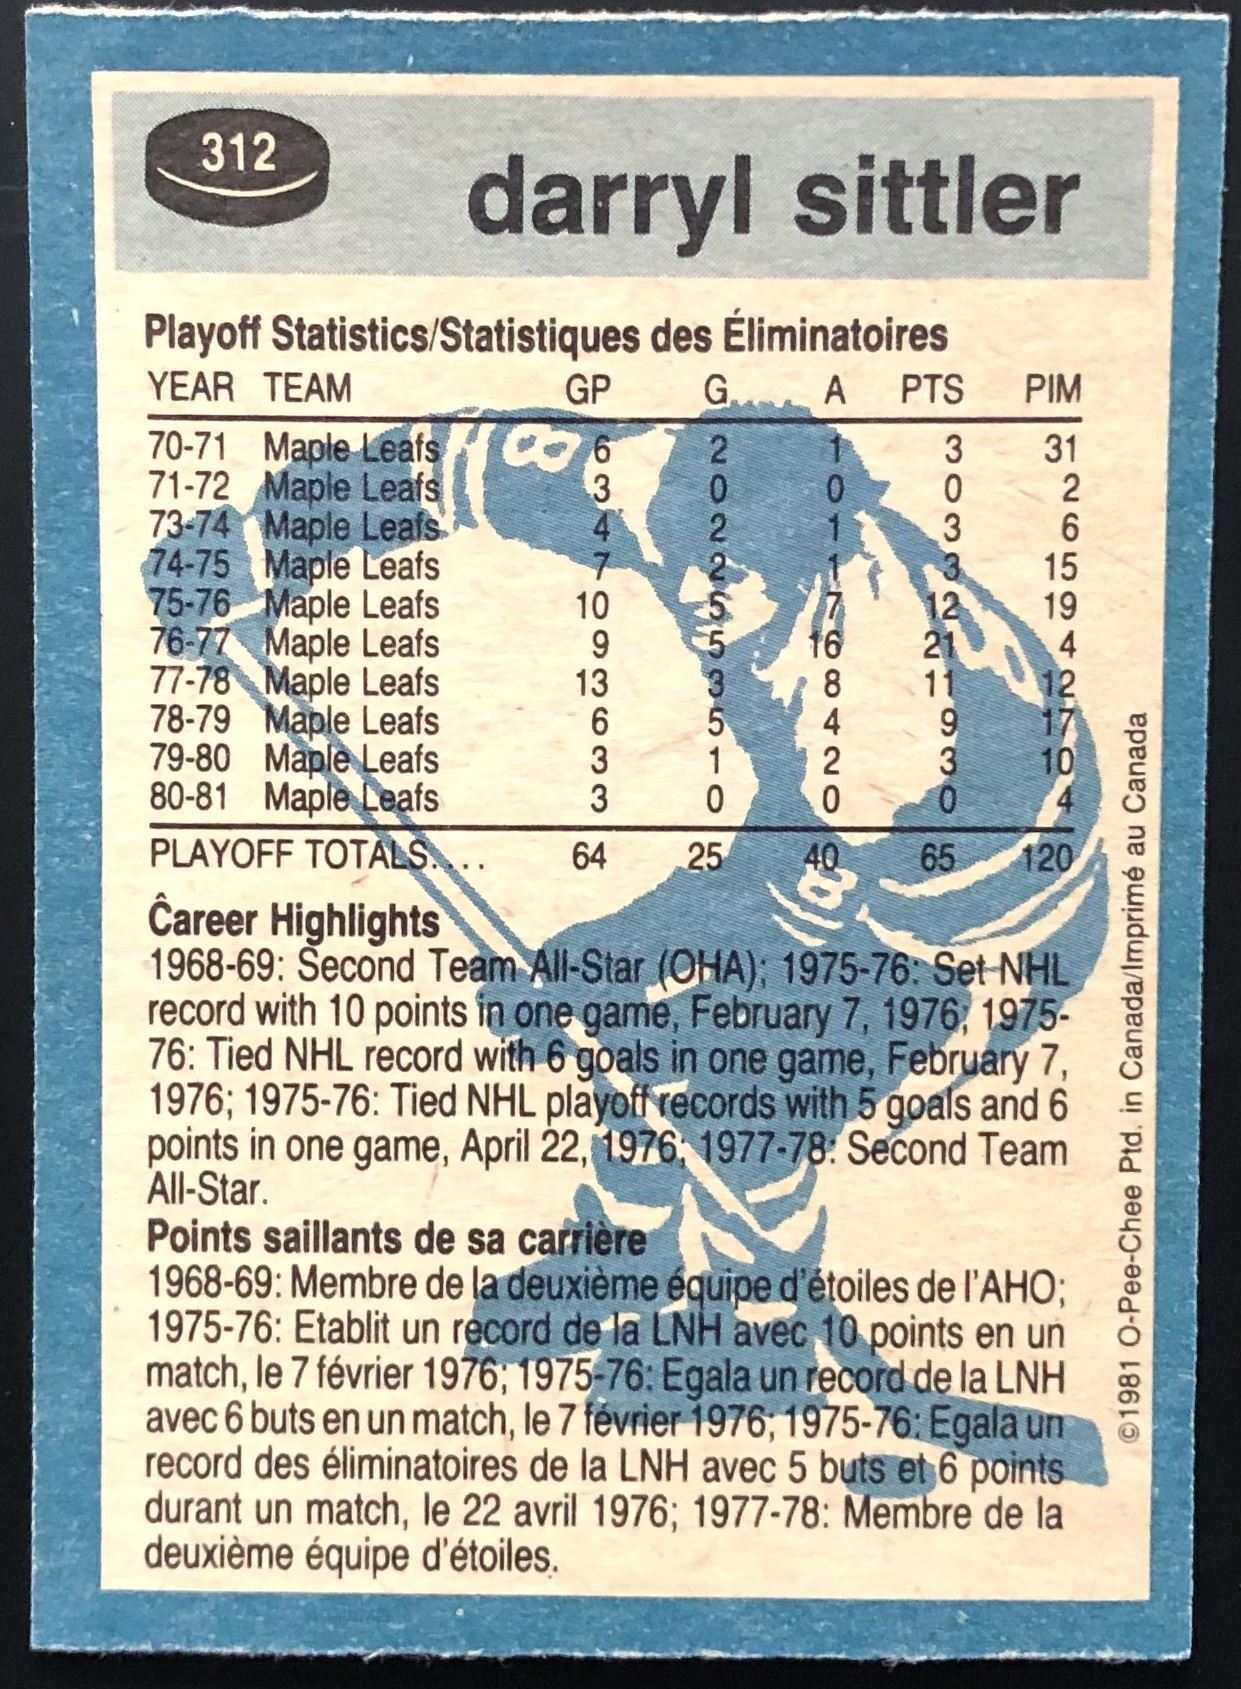 312
darryl sittler
Playoff Statistics/Statistiques des Éliminatoires
YEAR TEAM GP G A PTS PIM
70-71 Maple Leafs 6 2 1 3 31
71-72 Maple Leafs 3 0 0 0 2
73-74 Maple Leafs 4 2 1 3 6
74-75 Maple Leafs 7 2 1 3 15
75-76 Maple Leafs 10 5 7 12 19
76-77 Maple Leafs 9 5 16 21 4
77-78 Maple Leafs 13 3 8 11 12
78-79 Maple Leafs 6 5 4 9 17
79-80 Maple Leafs 3 1 2 3 10
80-81 Maple Leafs 3 0 0 0 4
PLAYOFF TOTALS.... 64 25 40 65 120
Career Highlights
1968-69: Second Team All-Star (OHA); 1975-76: Set NHL
record with 10 points in one game, February 7, 1976; 1975-
76: Tied NHL record with 6 goals in one game, February 7,
1976; 1975-76: Tied NHL playoff records with 5 goals and 6
points in one game, April 22, 1976; 1977-78: Second Team
All-Star.
Points saillants de sa carrière
1968-69: Membre de la deuxième équipe d'étoiles de l'AHO;
1975-76: Etablit un record de la LNH avec 10 points en un
match, le 7 février 1976; 1975-76: Egala un record de la LNH
avec 6 buts en un match, le 7 février 1976; 1975-76: Egala un
record des éliminatoires de la LNH avec 5 buts et 6 points
durant un match, le 22 avril 1976; 1977-78: Membre de la
deuxième équipe d'étoiles.
©1981 O-Pee-Chee Ptd. in Canada/Imprimé au Canada
8
8